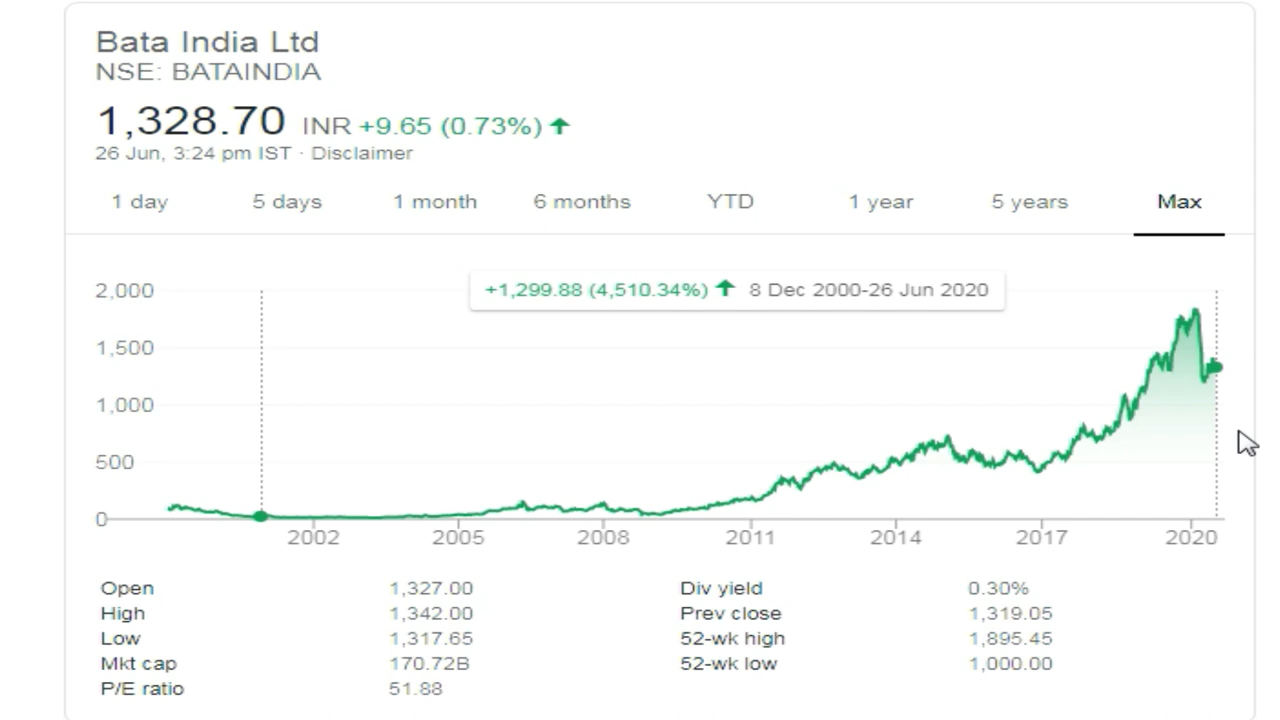 Bata India Ltd
NSE: BATAINDIA
1,328.70 INR +9.65 (0.73%)
26 Jun, 3:24 pm IST · Disclaimer
1 day 5 days 1 month 6 months YTD 1 year 5 years Max
+1,299.88 (4,510.34%) 8 Dec 2000-26 Jun 2020
2,000
1,500
1,000
500
0
2002 2005 2008 2011 2014 2017 2020
Open 1,327.00 Div yield 0.30%
High 1,342.00 Prev close 1,319.05
Low 1,317.65 52-wk high 1,895.45
Mkt cap 170.72B 52-wk low 1,000.00
P/E ratio 51.88